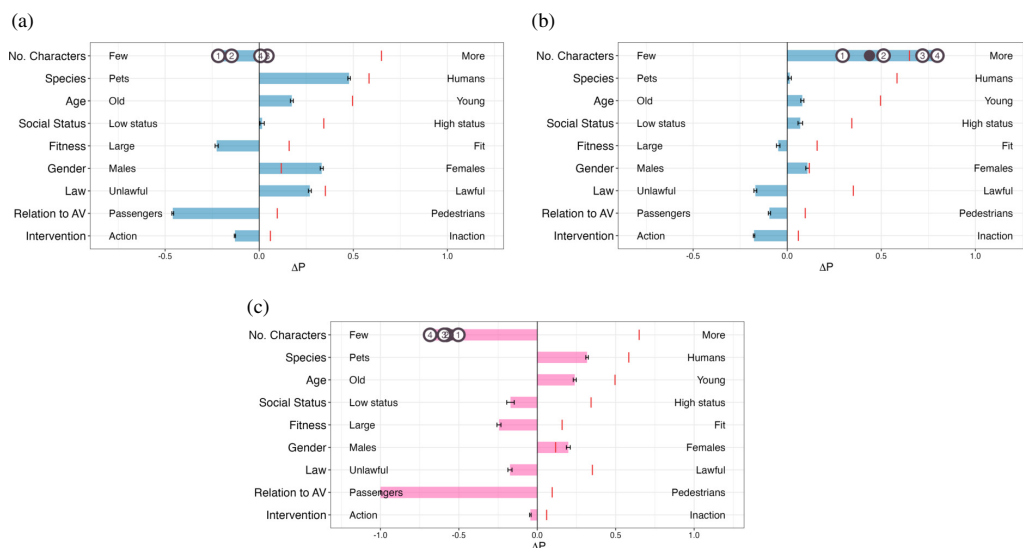 (a)
No. Characters Few 1 2 4 3 More
Species Pets Humans
Age Old Young
Social Status Low status High status
Fitness Large Fit
Gender Males Females
Law Unlawful Lawful
Relation to AV Passengers Pedestrians
Intervention Action Inaction
-0.5 0.0 0.5 1.0
ΔP
(b)
No. Characters Few 1 2 3 4 More
Species Pets Humans
Age Old Young
Social Status Low status High status
Fitness Large Fit
Gender Males Females
Law Unlawful Lawful
Relation to AV Passengers Pedestrians
Intervention Action Inaction
-0.5 0.0 0.5 1.0
ΔP
(c)
No. Characters Few 4 3 1 More
Species Pets Humans
Age Old Young
Social Status Low status High status
Fitness Large Fit
Gender Males Females
Law Unlawful Lawful
Relation to AV Passengers Pedestrians
Intervention Action Inaction
-1.0 -0.5 0.0 0.5 1.0
ΔP